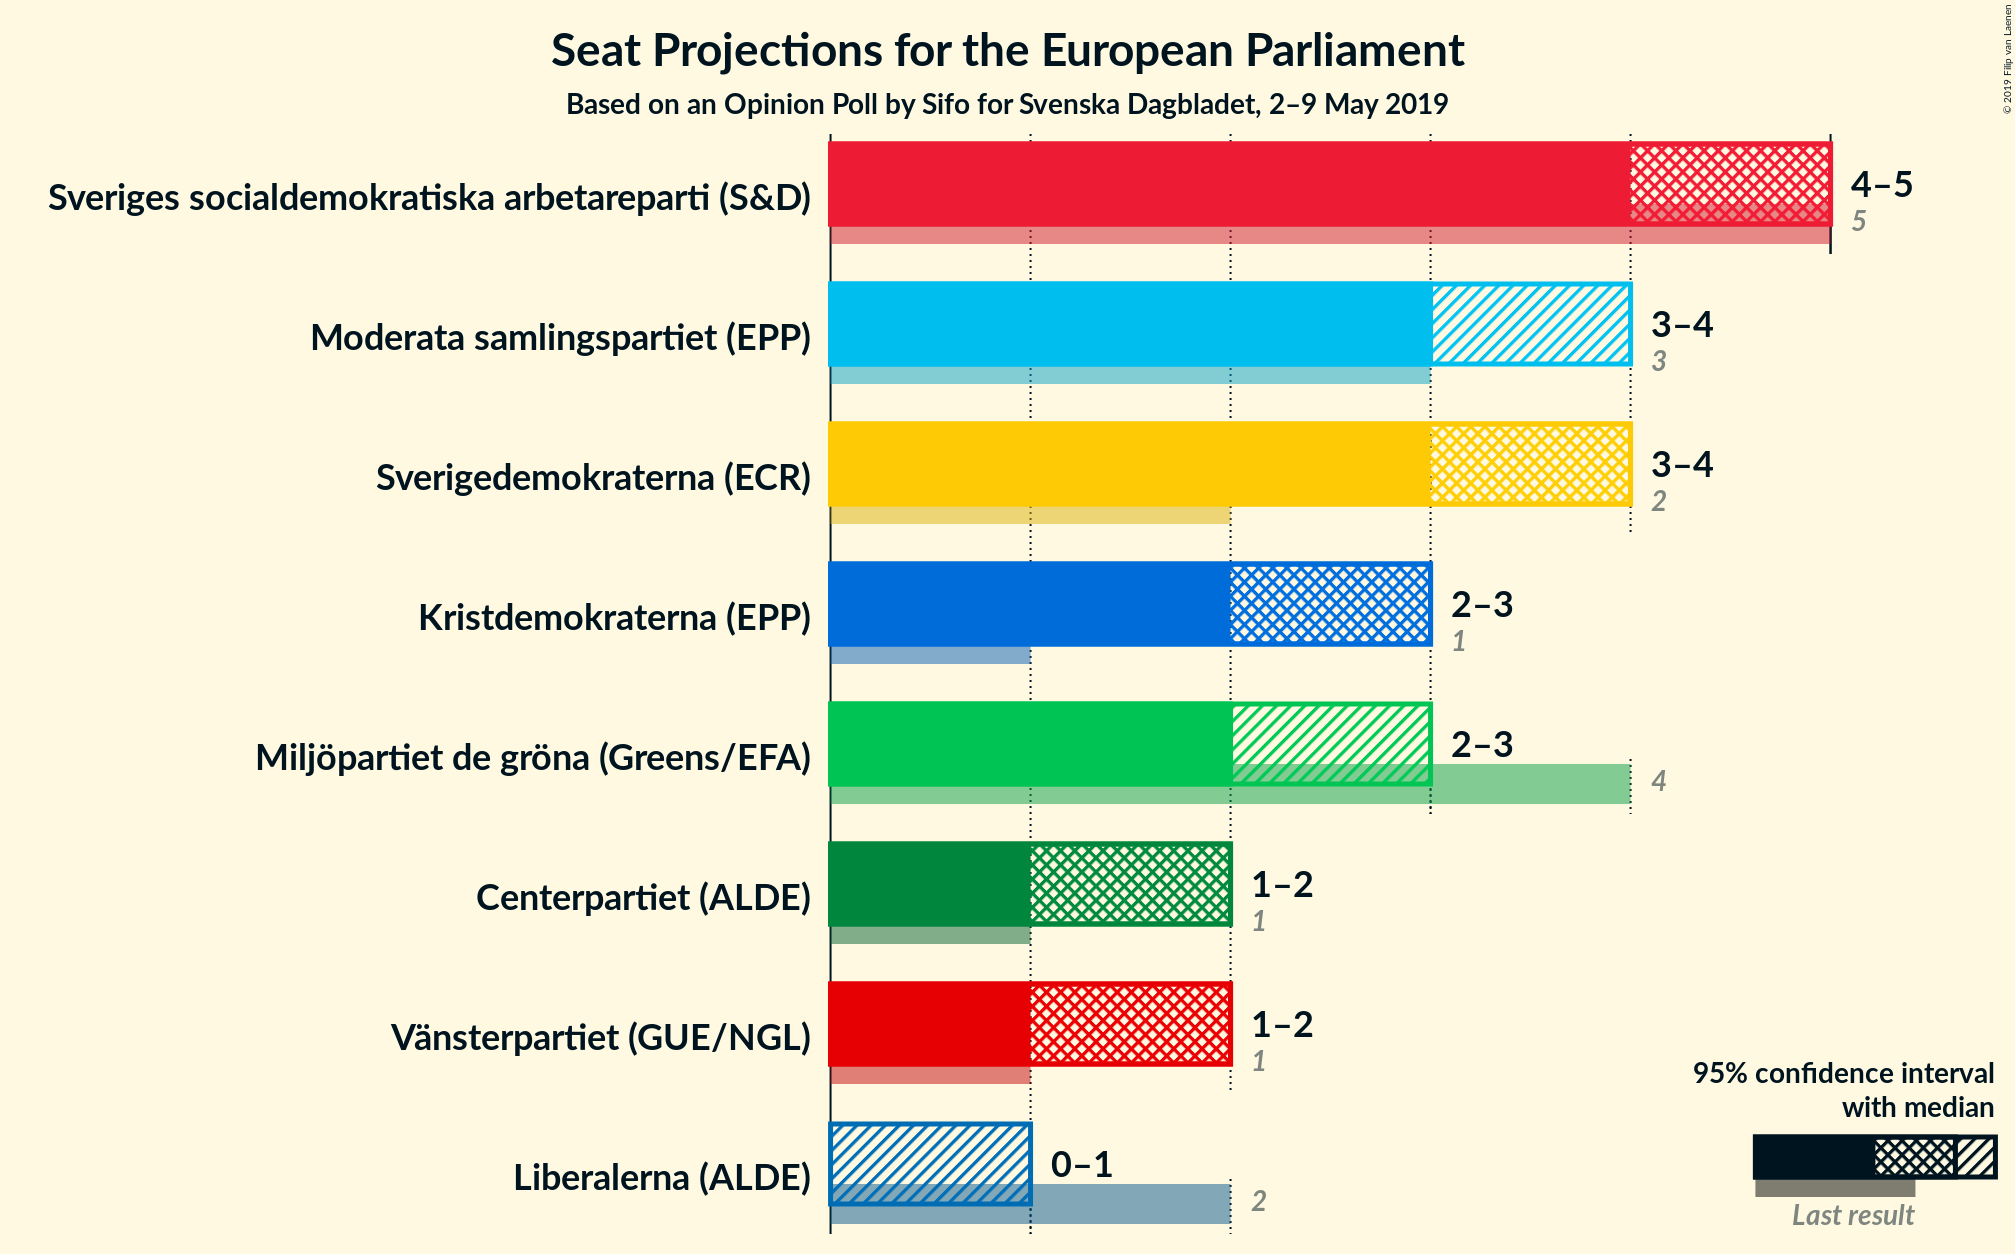 Seat Projections for the European Parliament
Based on an Opinion Poll by Sifo for Svenska Dagbladet, 2–9 May 2019
© 2019 Filip van Laenen
Sveriges socialdemokratiska arbetareparti (S&D)
4–5
5
Moderata samlingspartiet (EPP)
3–4
3
Sverigedemokraterna (ECR)
3–4
2
Kristdemokraterna (EPP)
2–3
1
Miljöpartiet de gröna (Greens/EFA)
2–3
4
Centerpartiet (ALDE)
1–2
1
Vänsterpartiet (GUE/NGL)
1–2
1
Liberalerna (ALDE)
0–1
2
95% confidence interval
with median
Last result